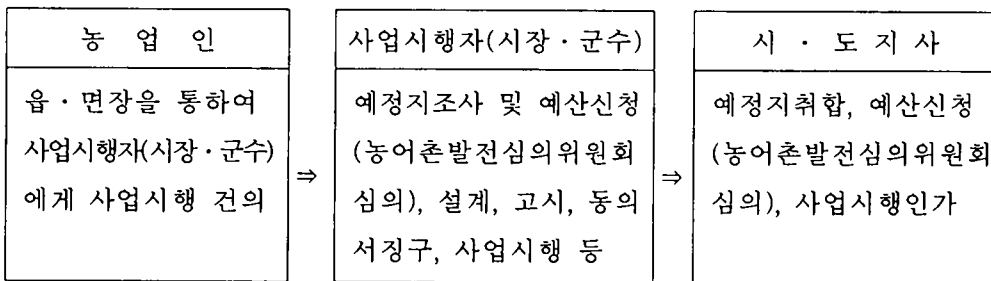 농 업 인
읍·면장을 통하여
사업시행자(시장·군수)
에게 사업시행 건의
⇒
사업시행자(시장·군수)
예정지조사 및 예산신청
(농어촌발전심의위원회
심의), 설계, 고시, 동의
서징구, 사업시행 등
⇒
시 · 도 지 사
예정지취합, 예산신청
(농어촌발전심의위원회
심의), 사업시행인가